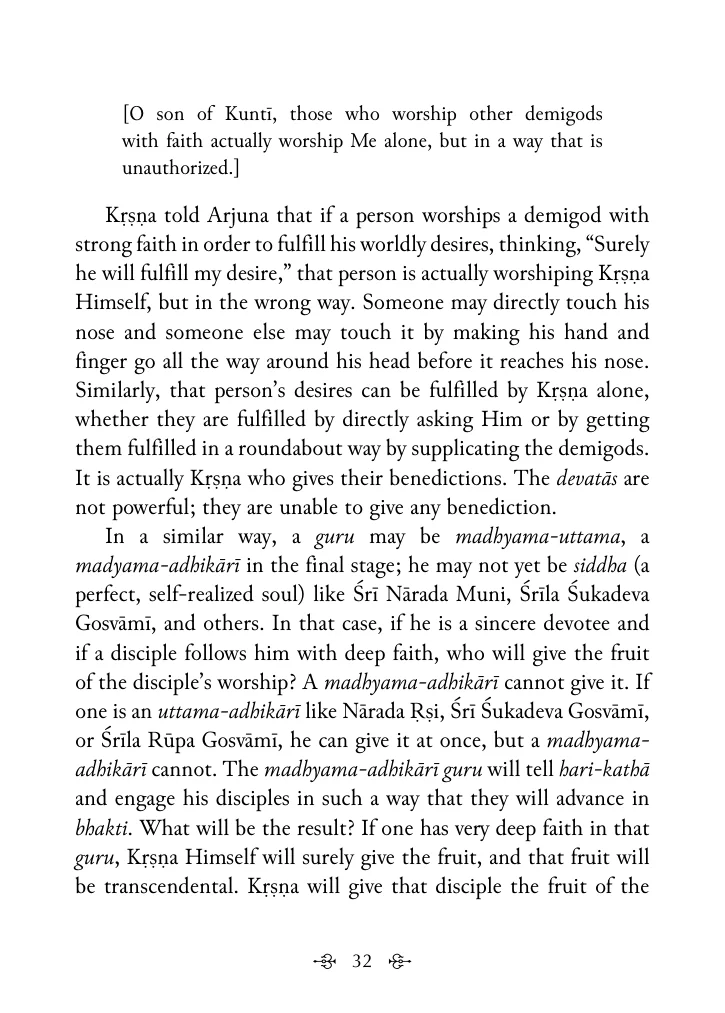 [O son of Kuntī, those who worship other demigods
with faith actually worship Me alone, but in a way that is
unauthorized.]
Kṛṣṇa told Arjuna that if a person worships a demigod with
strong faith in order to fulfill his worldly desires, thinking, “Surely
he will fulfill my desire,” that person is actually worshiping Kṛṣṇa
Himself, but in the wrong way. Someone may directly touch his
nose and someone else may touch it by making his hand and
finger go all the way around his head before it reaches his nose.
Similarly, that person’s desires can be fulfilled by Kṛṣṇa alone,
whether they are fulfilled by directly asking Him or by getting
them fulfilled in a roundabout way by supplicating the demigods.
It is actually Kṛṣṇa who gives their benedictions. The devatās are
not powerful; they are unable to give any benediction.
In a similar way, a guru may be madhyama-uttama, a
madyama-adhikārī in the final stage; he may not yet be siddha (a
perfect, self-realized soul) like Śrī Nārada Muni, Śrīla Śukadeva
Gosvāmī, and others. In that case, if he is a sincere devotee and
if a disciple follows him with deep faith, who will give the fruit
of the disciple’s worship? A madhyama-adhikārī cannot give it. If
one is an uttama-adhikārī like Nārada Ṛṣi, Śrī Śukadeva Gosvāmī,
or Śrīla Rūpa Gosvāmī, he can give it at once, but a madhyama-
adhikārī cannot. The madhyama-adhikārī guru will tell hari-kathā
and engage his disciples in such a way that they will advance in
bhakti. What will be the result? If one has very deep faith in that
guru, Kṛṣṇa Himself will surely give the fruit, and that fruit will
be transcendental. Kṛṣṇa will give that disciple the fruit of the
32